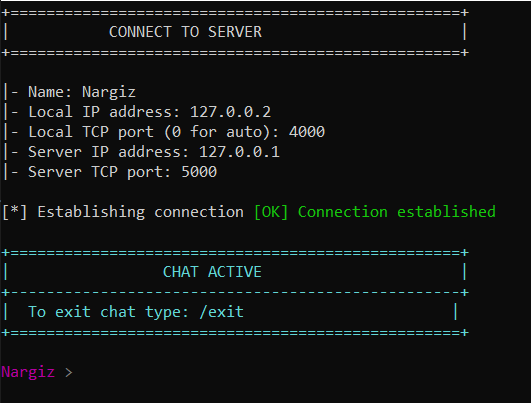 +==================================================+
|           CONNECT TO SERVER                      |
+==================================================+
|- Name: Nargiz
|- Local IP address: 127.0.0.2
|- Local TCP port (0 for auto): 4000
|- Server IP address: 127.0.0.1
|- Server TCP port: 5000
[*] Establishing connection [OK] Connection established
+==================================================+
|                 CHAT ACTIVE                      |
+--------------------------------------------------+
|  To exit chat type: /exit                       |
+==================================================+
Nargiz >